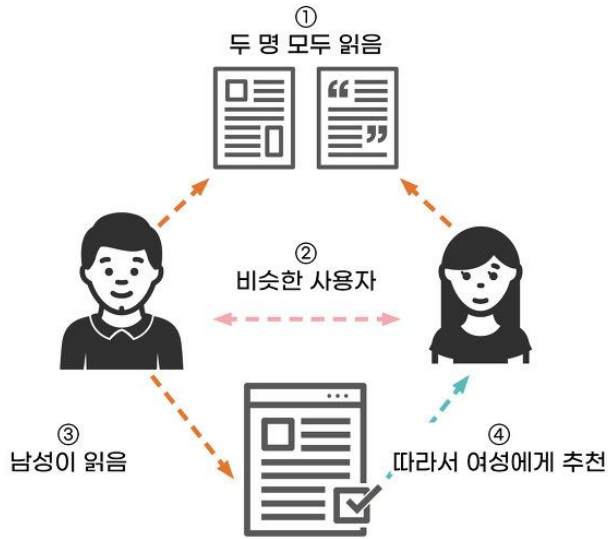 ①
두 명 모두 읽음
②
비슷한 사용자
③
남성이 읽음
④
따라서 여성에게 추천